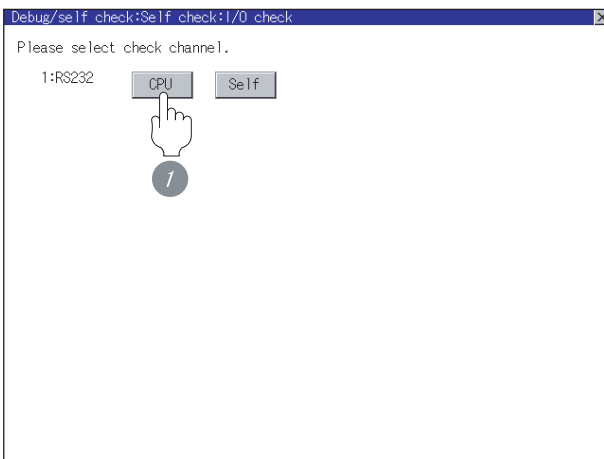 Debug/self check:Self check:I/O check
Please select check channel.
1:RS232 CPU Self
1